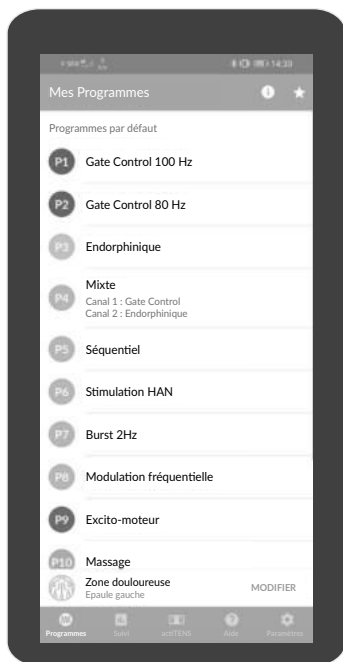 14:39
Mes Programmes
Programmes par défaut
P1 Gate Control 100 Hz
P2 Gate Control 80 Hz
P3 Endorphinique
P4 Mixte
Canal 1 : Gate Control
Canal 2 : Endorphinique
P5 Séquentiel
P6 Stimulation HAN
P7 Burst 2Hz
P8 Modulation fréquentielle
P9 Excito-moteur
P10 Massage
Zone douloureuse
Epaule gauche
MODIFIER
Programmes Suivi actiTENS Aide Paramètres